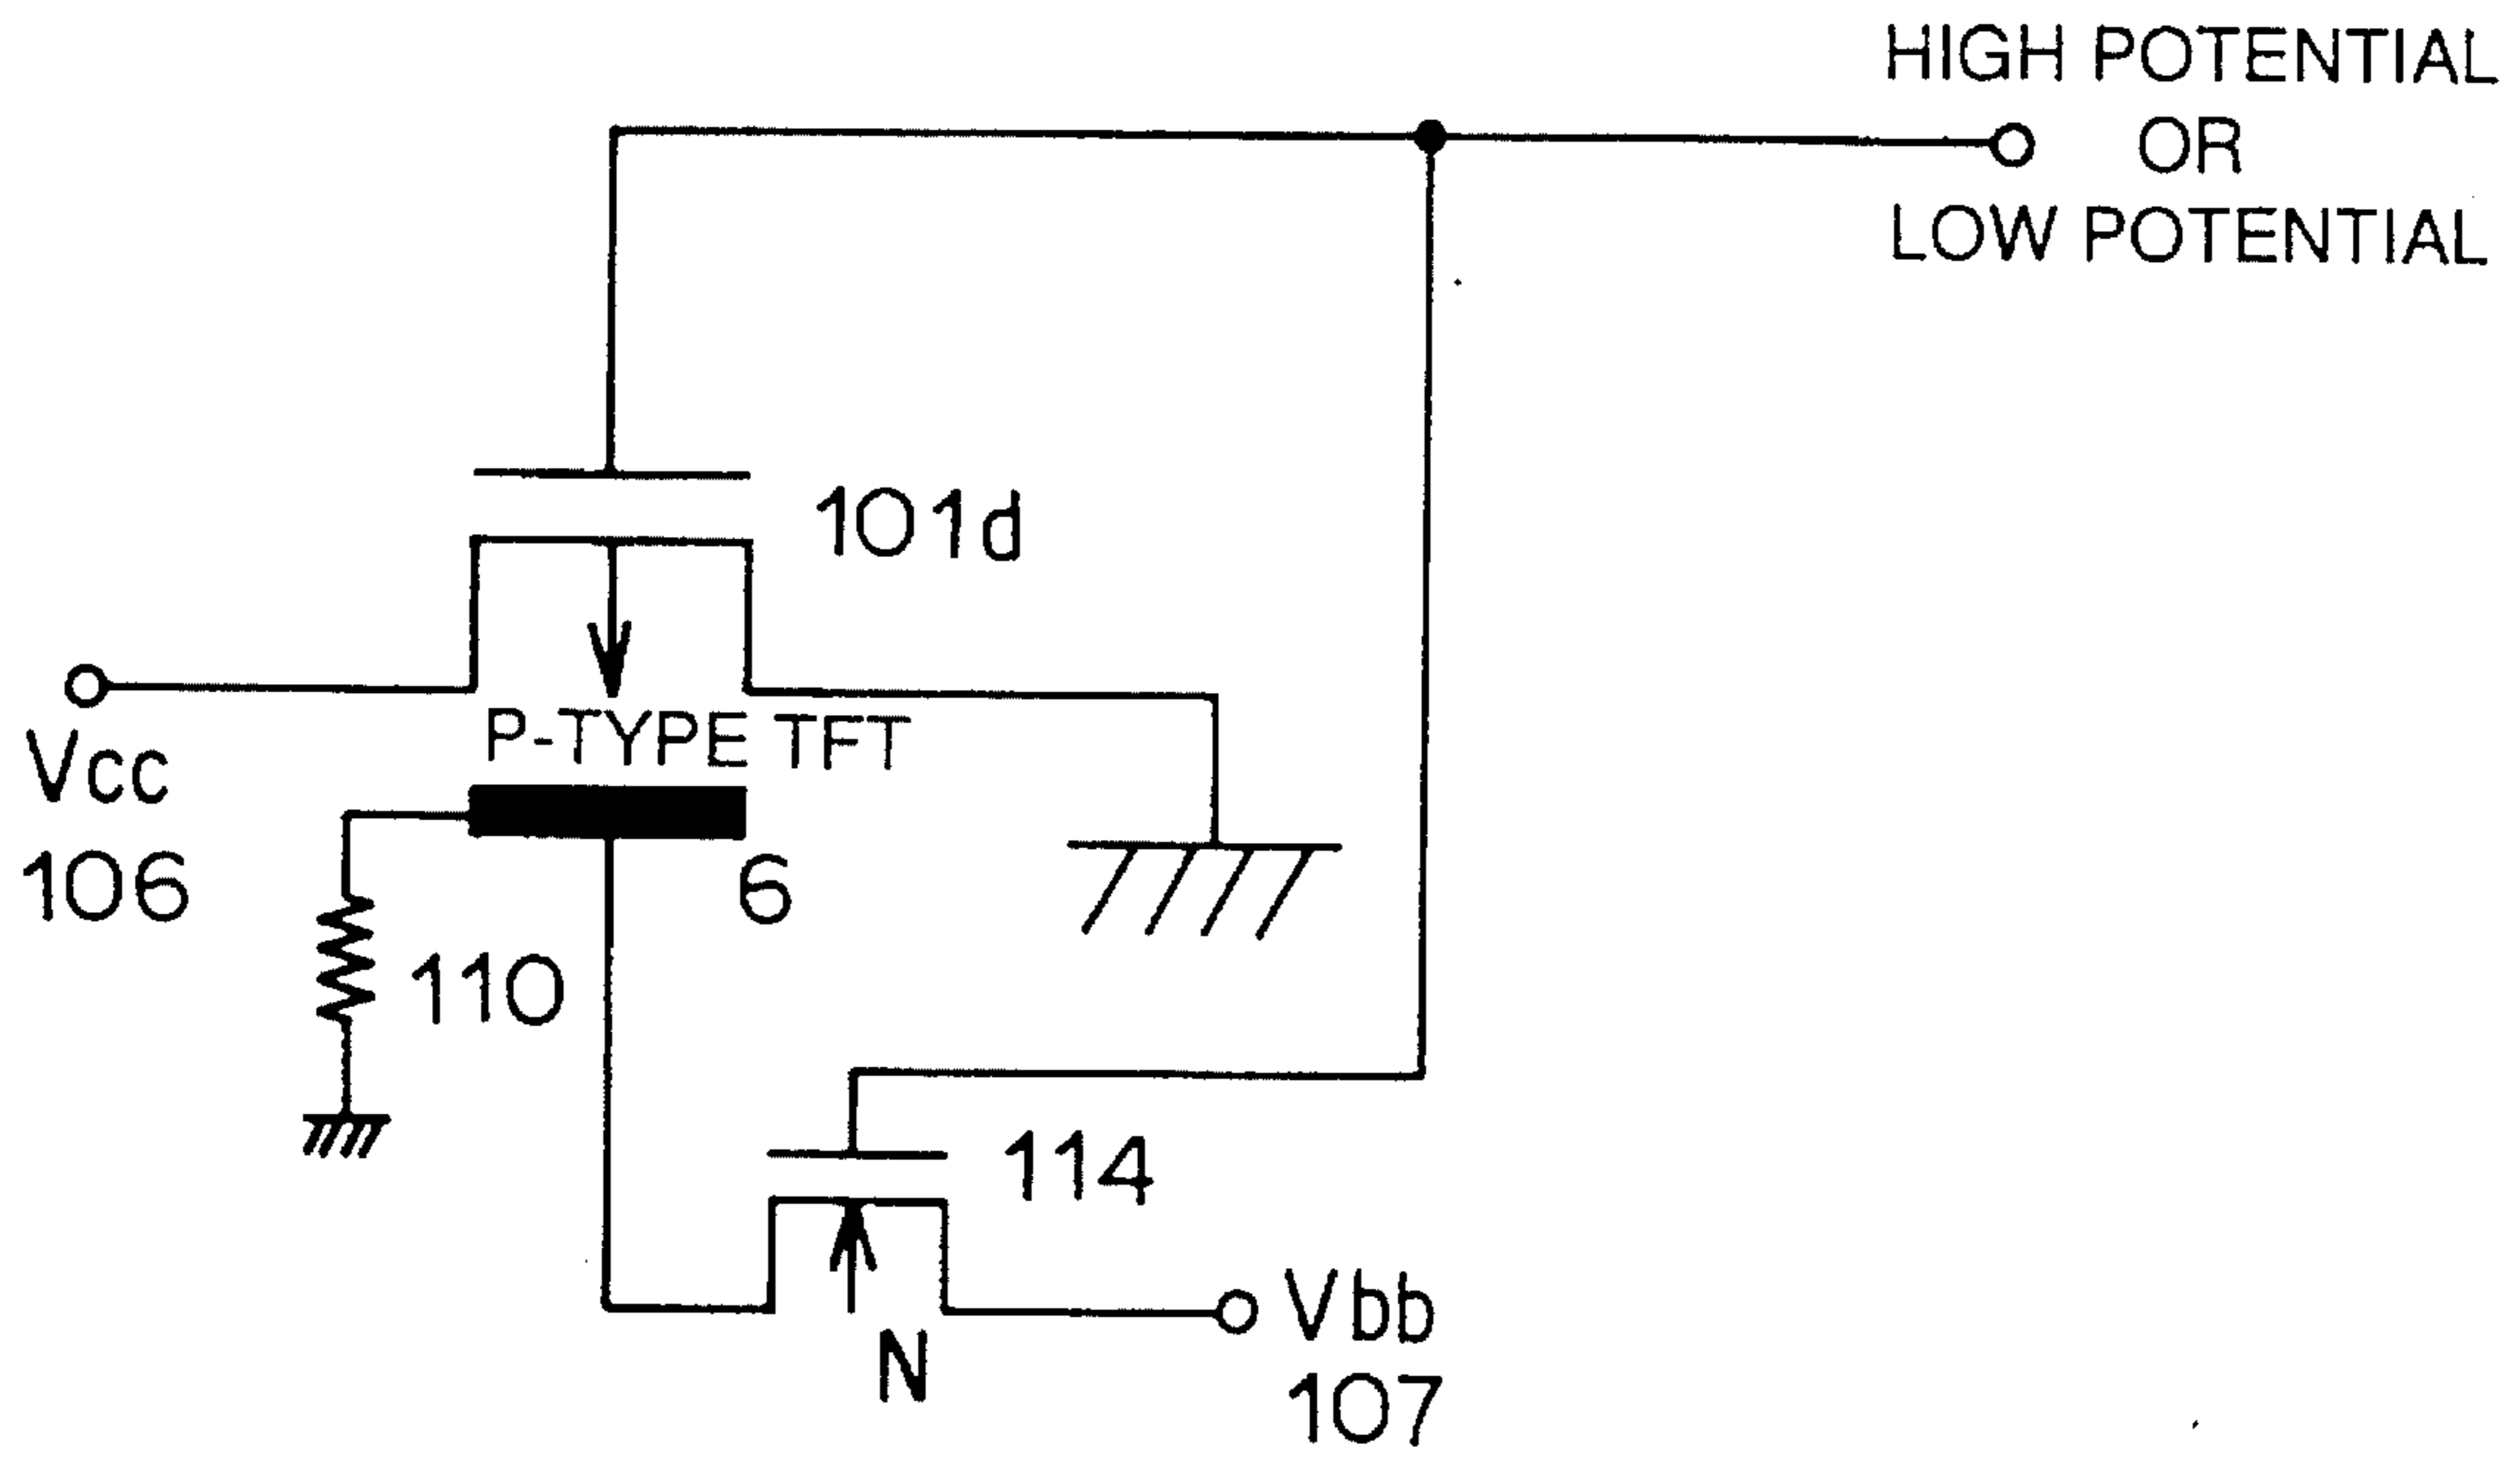 HIGH POTENTIAL
OR
LOW POTENTIAL
101d
P-TYPE TFT
Vcc
106
6
110
114
N
Vbb
107